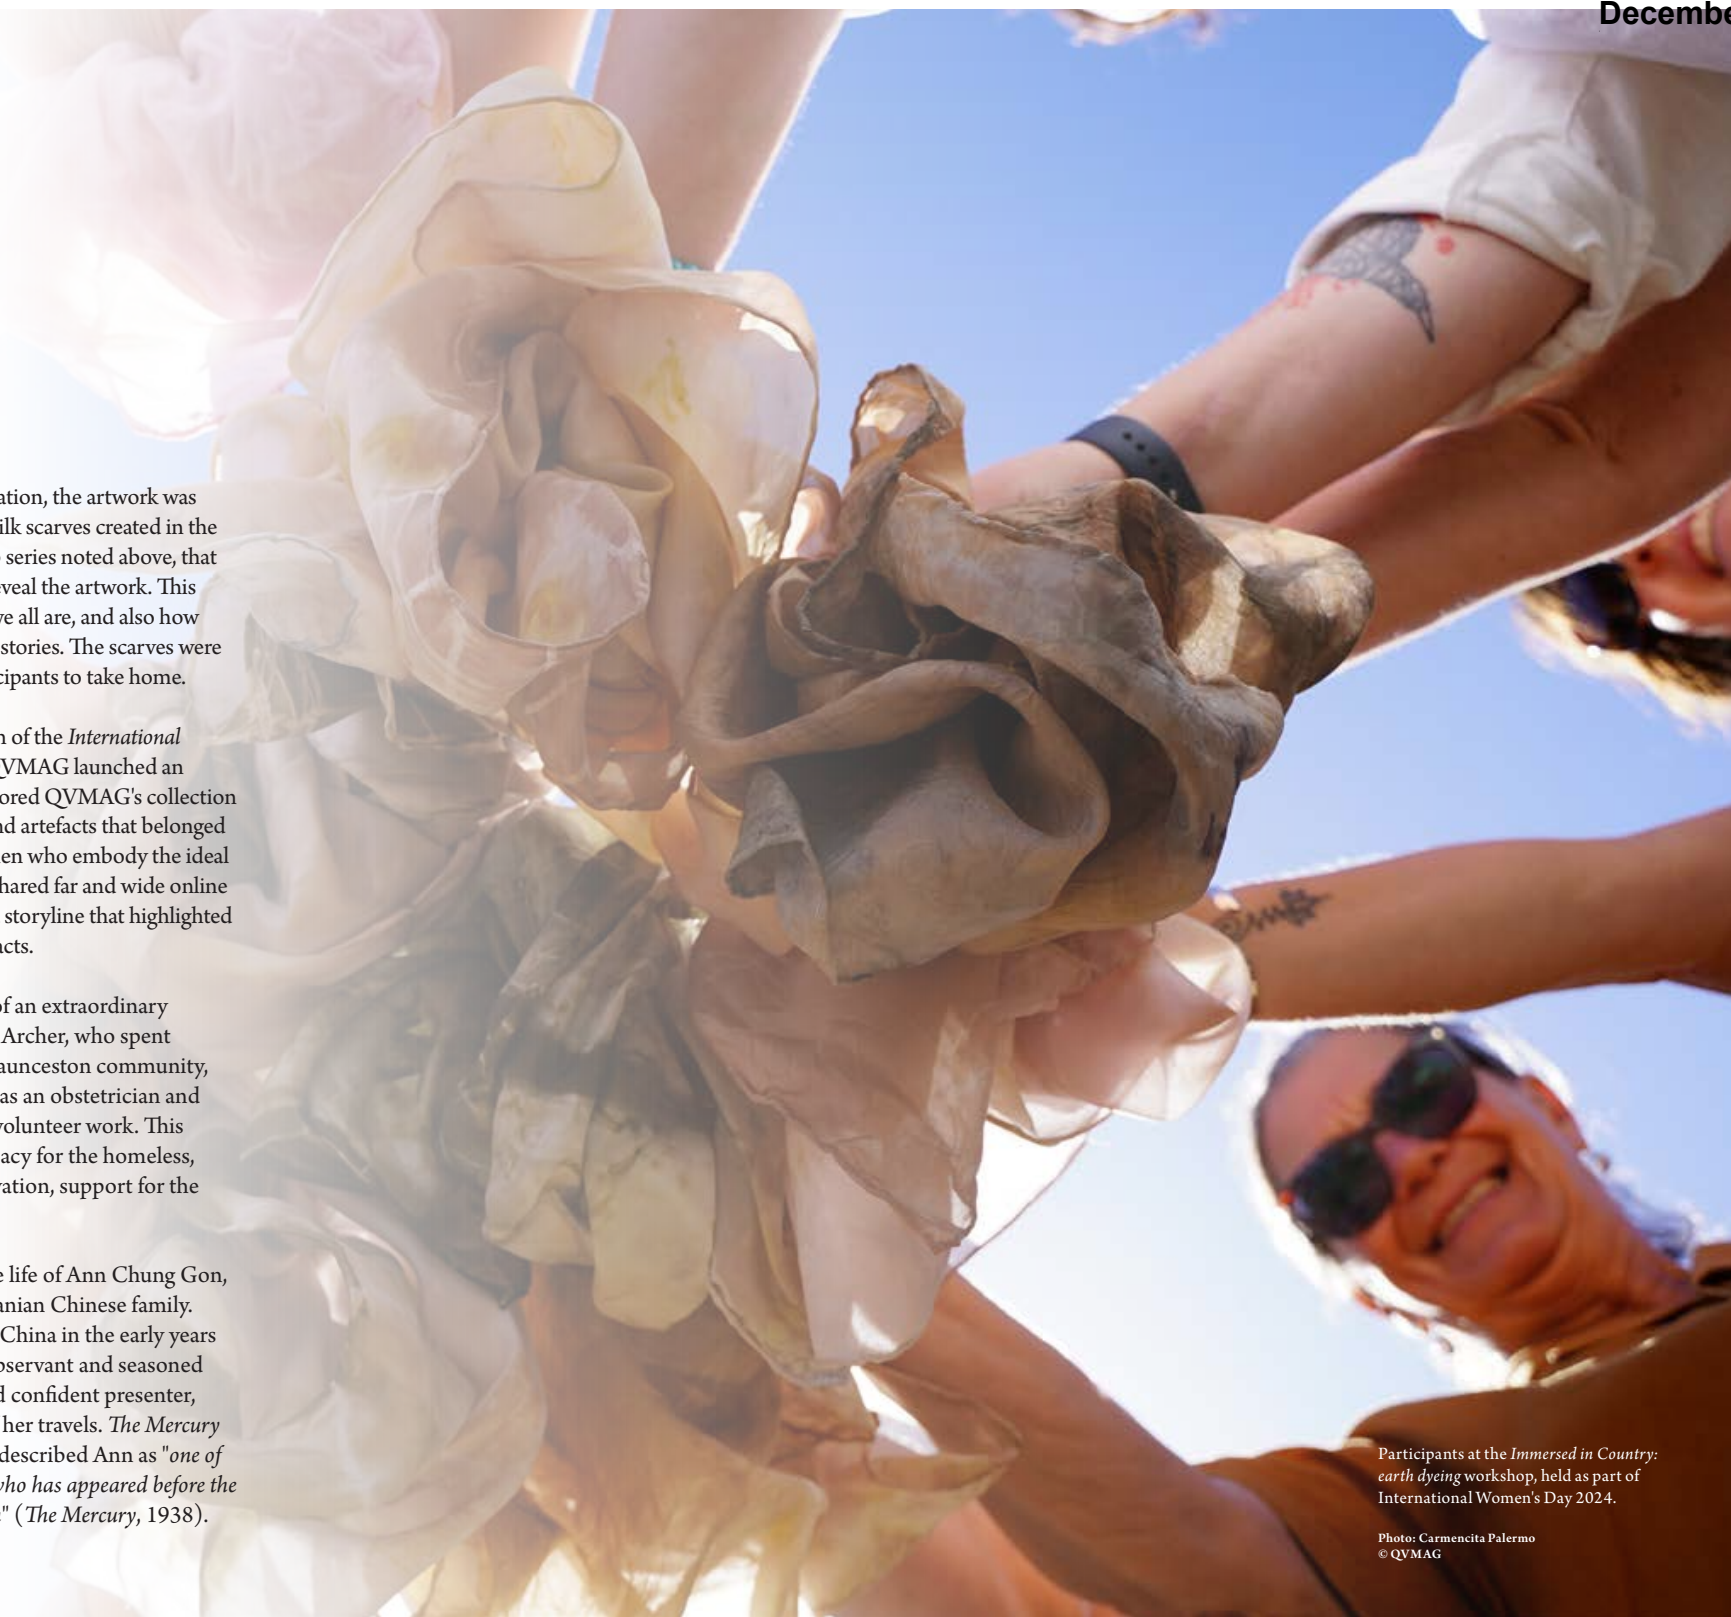 Decembe
ation, the artwork was
ilk scarves created in the
series noted above, that
eveal the artwork. This
ve all are, and also how
stories. The scarves were
cipants to take home.
n of the International
QVMAG launched an
ored QVMAG's collection
nd artefacts that belonged
en who embody the ideal
hared far and wide online
storyline that highlighted
acts.
of an extraordinary
Archer, who spent
aunceston community,
as an obstetrician and
volunteer work. This
acy for the homeless,
vation, support for the
e life of Ann Chung Gon,
anian Chinese family.
China in the early years
bservant and seasoned
d confident presenter,
her travels. The Mercury
described Ann as "one of
who has appeared before the
" (The Mercury, 1938).
Participants at the Immersed in Country:
earth dyeing workshop, held as part of
International Women's Day 2024.
Photo: Carmencita Palermo
© QVMAG